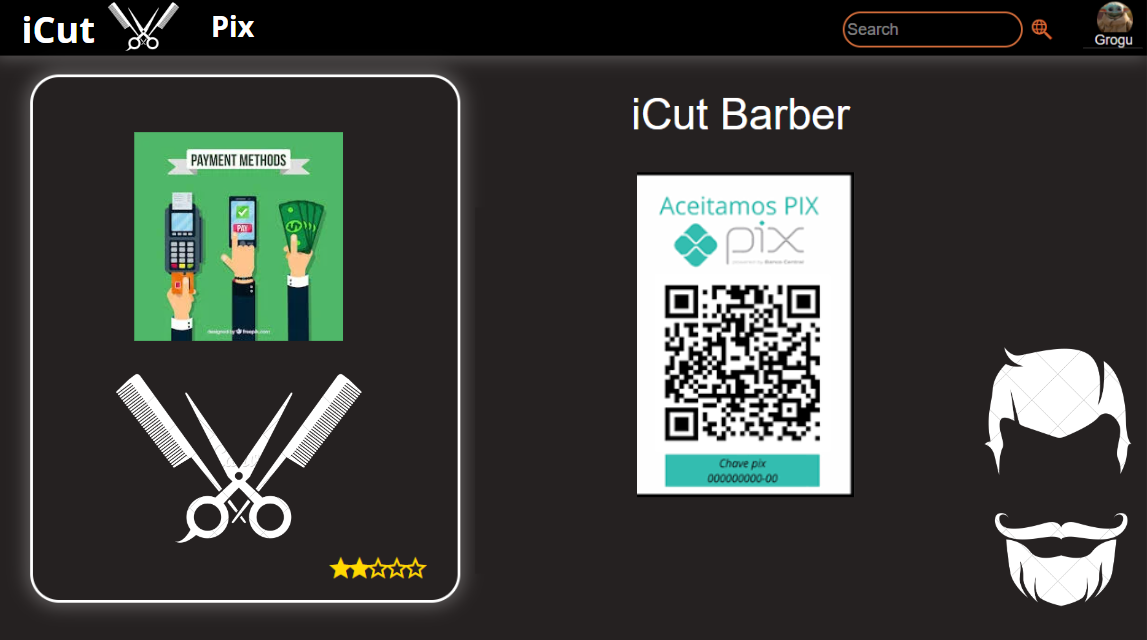 iCut
Pix
Search
Grogu
PAYMENT METHODS
PAY
designed by freepik.com
iCut Barber
Aceitamos PIX
pix
powered by Banco Central
Chave pix
000000000-00